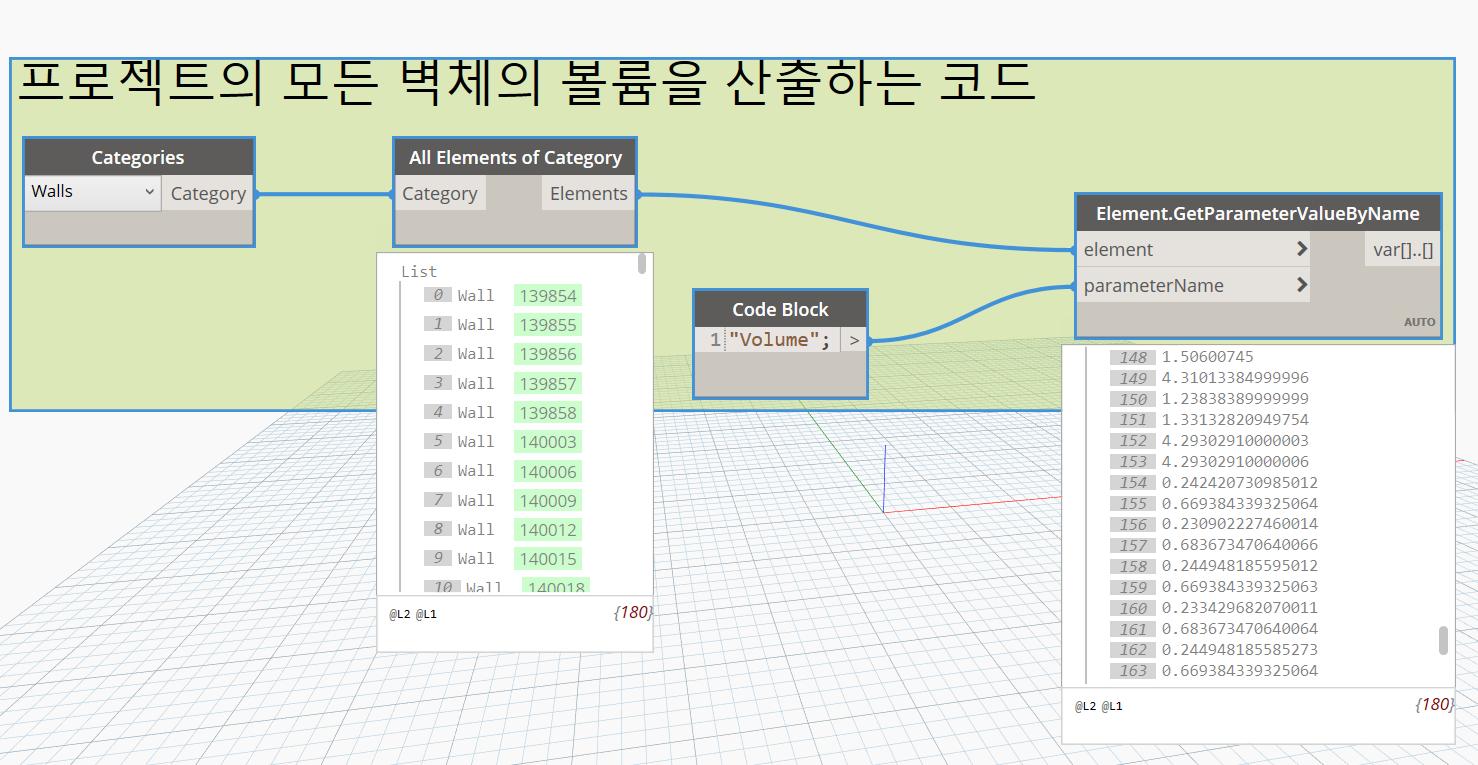 프로젝트의 모든 벽체의 볼륨을 산출하는 코드
Categories
Walls
Category
All Elements of Category
Category
Elements
List
0 Wall 139854
1 Wall 139855
2 Wall 139856
3 Wall 139857
4 Wall 139858
5 Wall 140003
6 Wall 140006
7 Wall 140009
8 Wall 140012
9 Wall 140015
10 Wall 140018
@L2 @L1 {180}
Code Block
1 "Volume"; >
Element.GetParameterValueByName
element
var[]..[]
parameterName
AUTO
148 1.50600745
149 4.31013384999996
150 1.23838389999999
151 1.33132820949754
152 4.29302910000003
153 4.29302910000006
154 0.242420730985012
155 0.669384339325064
156 0.230902227460014
157 0.683673470640066
158 0.244948185595012
159 0.669384339325063
160 0.233429682070011
161 0.683673470640064
162 0.244948185585273
163 0.669384339325064
@L2 @L1 {180}